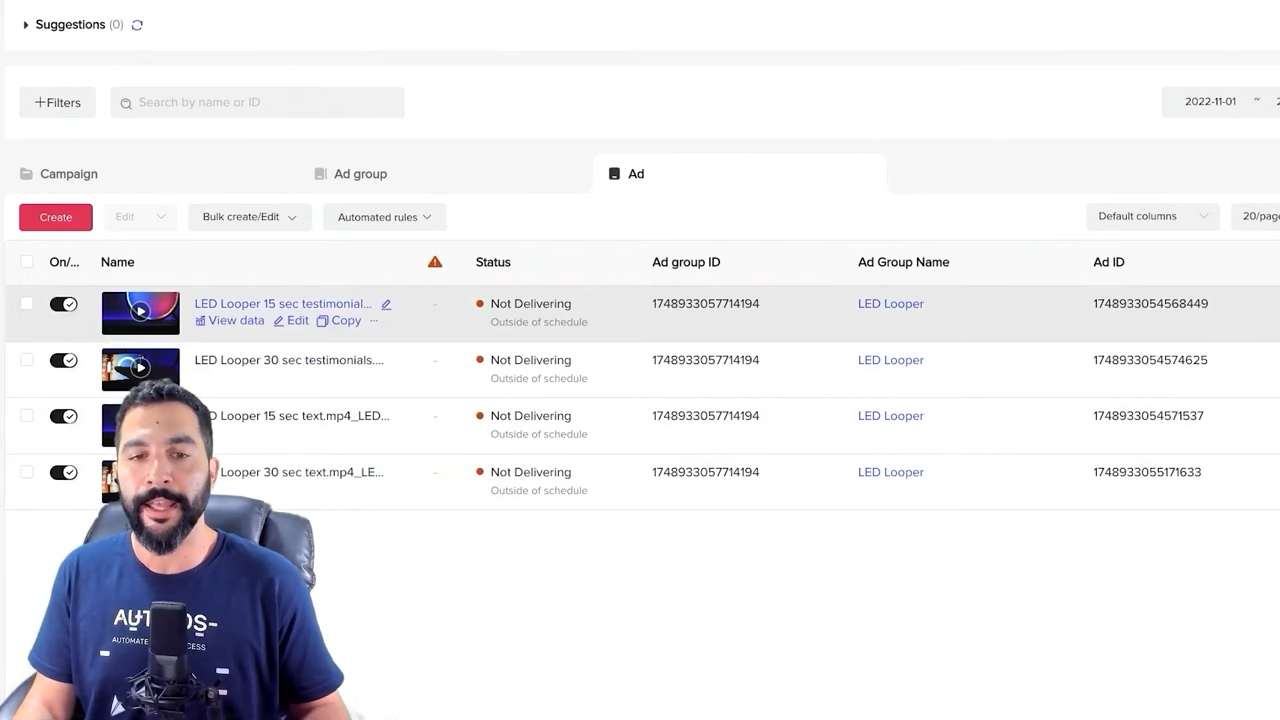 Suggestions (0)
+Filters
Search by name or ID
2022-11-01 ~ 2
Campaign
Ad group
Ad
Create
Edit
Bulk create/Edit
Automated rules
Default columns
20/page
On/...
Name
Status
Ad group ID
Ad Group Name
Ad ID
LED Looper 15 sec testimonial...
View data
Edit
Copy
...
-
Not Delivering
Outside of schedule
1748933057714194
LED Looper
1748933054568449
LED Looper 30 sec testimonials....
-
Not Delivering
Outside of schedule
1748933057714194
LED Looper
1748933054574625
D Looper 15 sec text.mp4_LED...
-
Not Delivering
Outside of schedule
1748933057714194
LED Looper
1748933054571537
Looper 30 sec text.mp4_LE...
-
Not Delivering
Outside of schedule
1748933057714194
LED Looper
1748933055171633